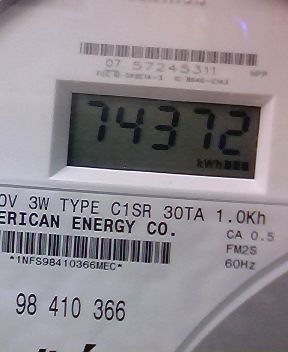 07 57245311
74372
kWh
0V 3W TYPE C1SR 30TA 1.0Kh
ERICAN ENERGY CO.
CA 0.5
FM2S
*1NFS98410366MEC*
60Hz
98 410 366